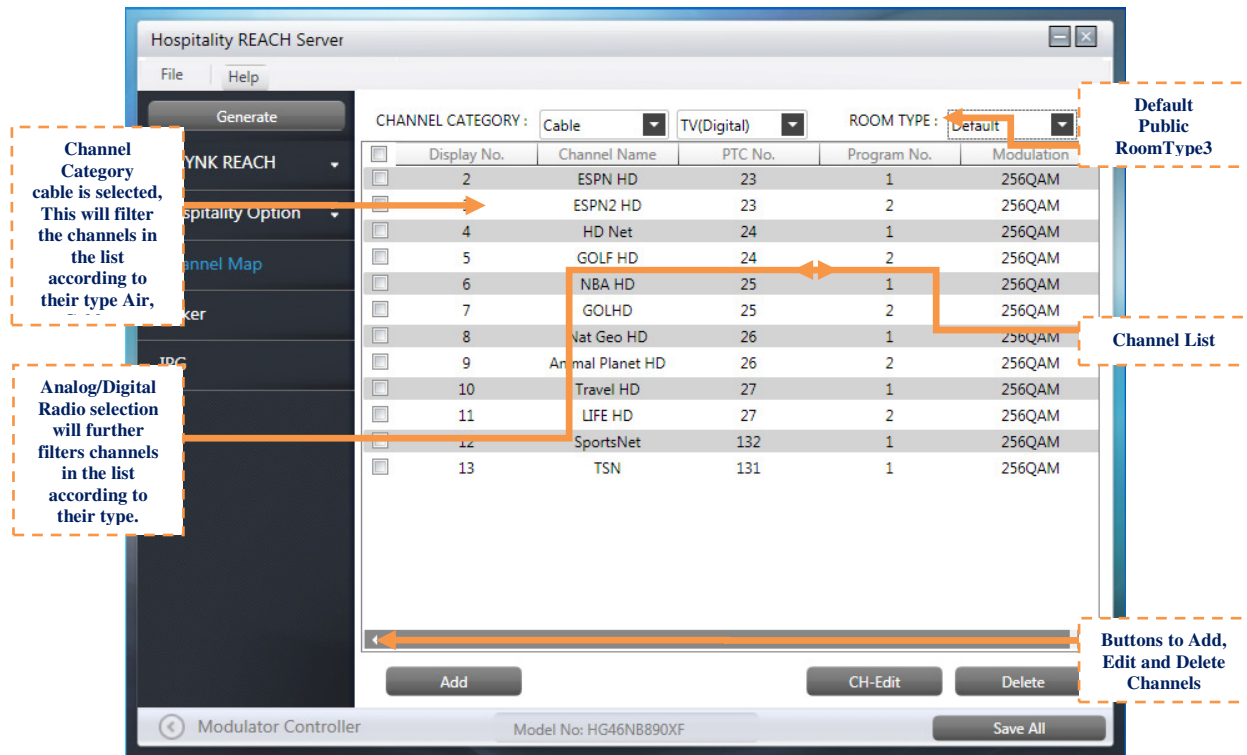 Hospitality REACH Server
File Help
Generate
CHANNEL CATEGORY : Cable TV(Digital) ROOM TYPE : Default
Display No. Channel Name PTC No. Program No. Modulation
2 ESPN HD 23 1 256QAM
ESPN2 HD 23 2 256QAM
4 HD Net 24 1 256QAM
5 GOLF HD 24 2 256QAM
6 NBA HD 25 1 256QAM
7 GOLHD 25 2 256QAM
8 Nat Geo HD 26 1 256QAM
9 Animal Planet HD 26 2 256QAM
10 Travel HD 27 1 256QAM
11 LIFE HD 27 2 256QAM
12 SportsNet 132 1 256QAM
13 TSN 131 1 256QAM
YNK REACH
spitality Option
annel Map
ker
IPG
Add CH-Edit Delete
Modulator Controller Model No: HG46NB890XF Save All
Channel
Category
cable is selected,
This will filter
the channels in
the list
according to
their type Air,
Analog/Digital
Radio selection
will further
filters channels
in the list
according to
their type.
Default
Public
RoomType3
Channel List
Buttons to Add,
Edit and Delete
Channels